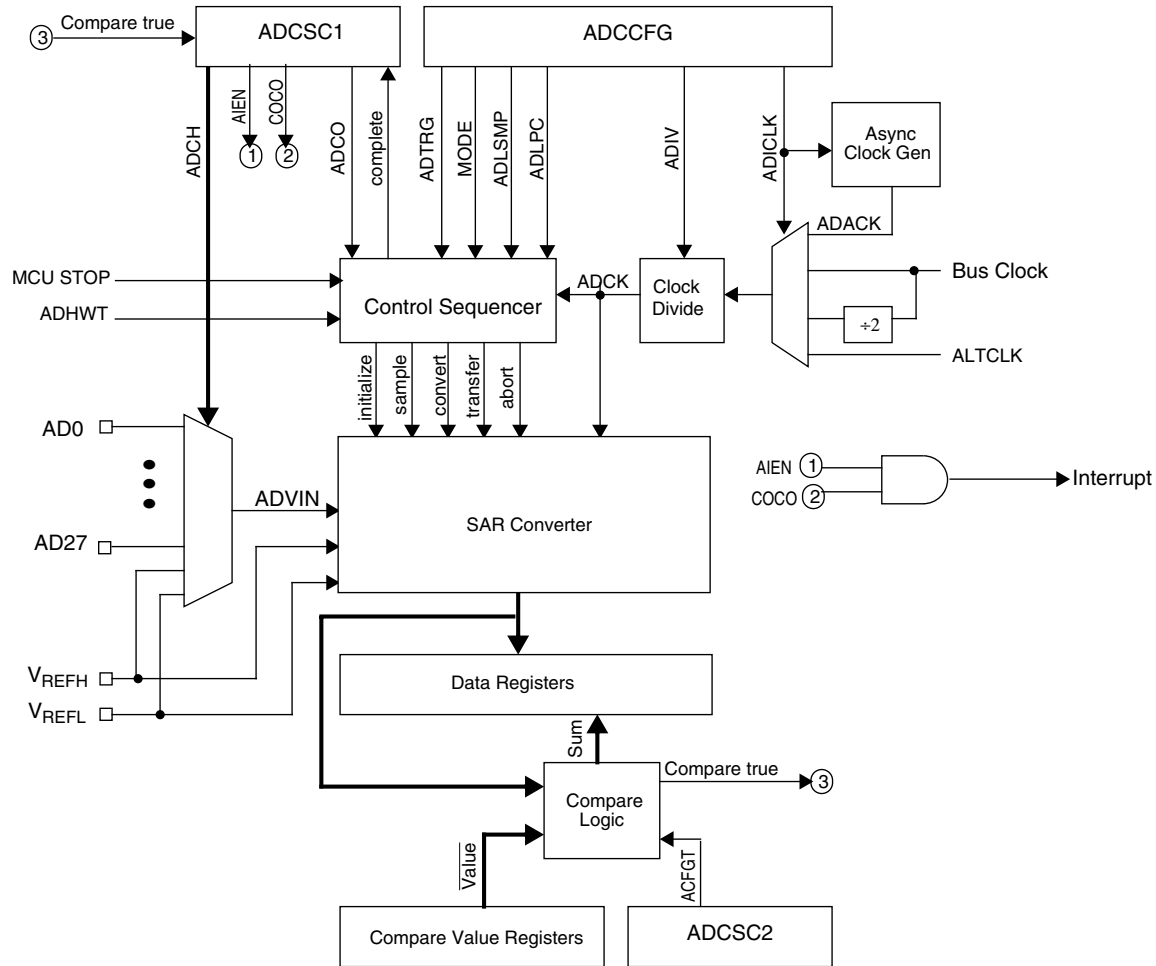 3
Compare true
ADCSC1
ADCCFG
ADCH
AIEN
COCO
1
2
ADCO
complete
ADTRG
MODE
ADLSMP
ADLPC
ADIV
ADICLK
Async
Clock Gen
ADACK
MCU STOP
ADHWT
Control Sequencer
ADCK
Clock
Divide
Bus Clock
÷2
ALTCLK
initialize
sample
convert
transfer
abort
AD0
AD27
ADVIN
SAR Converter
AIEN 1
COCO 2
Interrupt
VREFH
VREFL
Data Registers
Sum
Compare true
3
Compare
Logic
Value
ACFGT
Compare Value Registers
ADCSC2